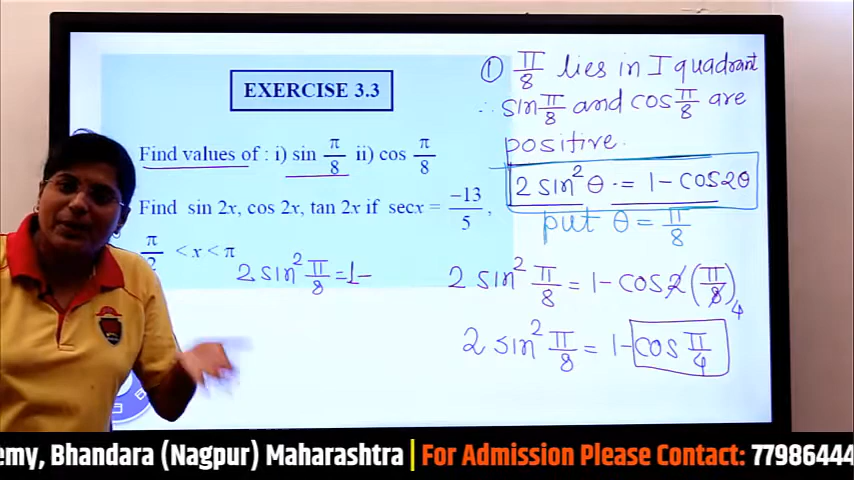 EXERCISE 3.3
Find values of : i) sin π/8 ii) cos π/8
Find sin 2x, cos 2x, tan 2x if secx = -13/5,
π/2 < x < π
2 sin² π/8 = 1-
① π/8 lies in I quadrant
∴ sin π/8 and cos π/8 are
positive.
2 sin² θ = 1 - cos2θ
put θ = π/8
2 sin² π/8 = 1 - cos2(π/8)4
2 sin² π/8 = 1 - cos π/4
emy, Bhandara (Nagpur) Maharashtra | For Admission Please Contact: 77986444